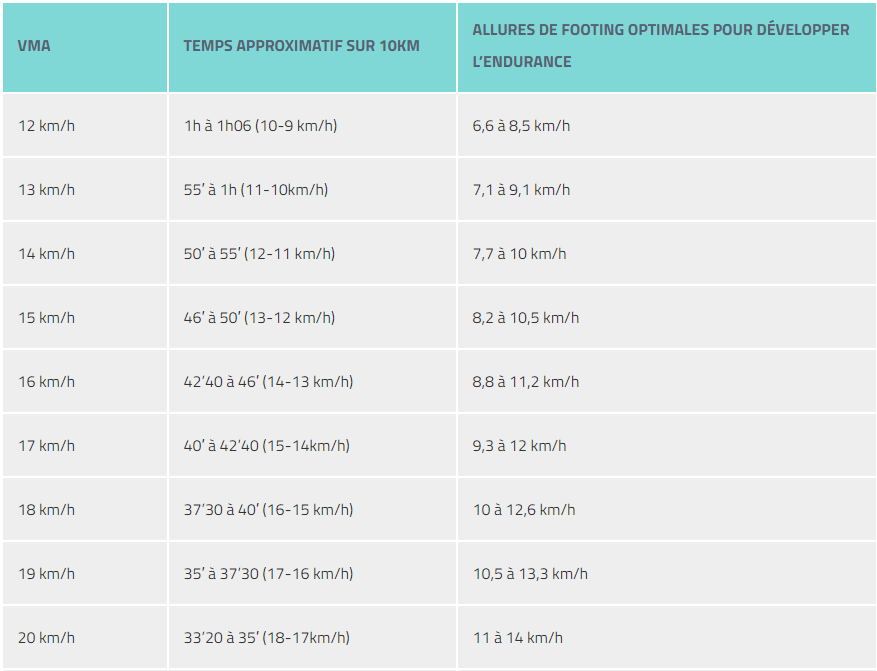 VMA TEMPS APPROXIMATIF SUR 10KM ALLURES DE FOOTING OPTIMALES POUR DÉVELOPPER
L’ENDURANCE
12 km/h 1h à 1h06 (10-9 km/h) 6,6 à 8,5 km/h
13 km/h 55’ à 1h (11-10km/h) 7,1 à 9,1 km/h
14 km/h 50’ à 55’ (12-11 km/h) 7,7 à 10 km/h
15 km/h 46’ à 50’ (13-12 km/h) 8,2 à 10,5 km/h
16 km/h 42’40 à 46’ (14-13 km/h) 8,8 à 11,2 km/h
17 km/h 40’ à 42’40 (15-14km/h) 9,3 à 12 km/h
18 km/h 37’30 à 40’ (16-15 km/h) 10 à 12,6 km/h
19 km/h 35’ à 37’30 (17-16 km/h) 10,5 à 13,3 km/h
20 km/h 33’20 à 35’ (18-17km/h) 11 à 14 km/h